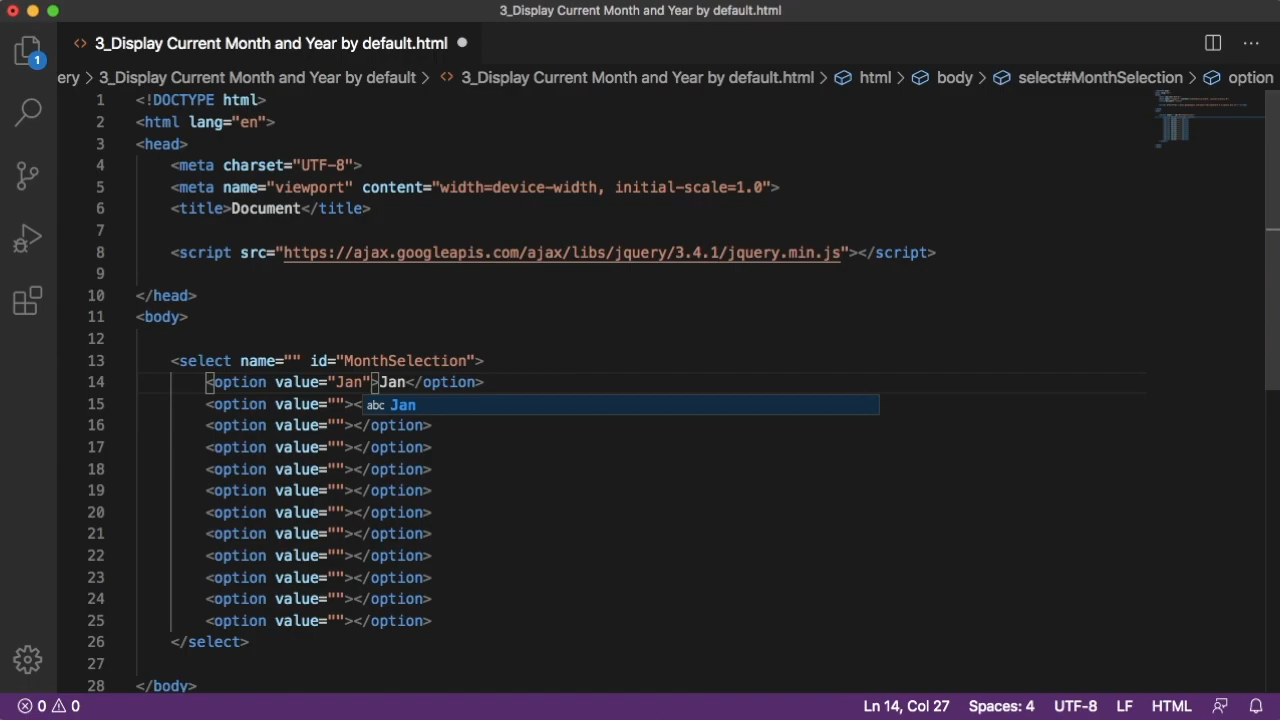 3_Display Current Month and Year by default.html
3_Display Current Month and Year by default.html
ery > 3_Display Current Month and Year by default > 3_Display Current Month and Year by default.html > html > body > select#MonthSelection > option
1
1 <!DOCTYPE html>
2 <html lang="en">
3 <head>
4 <meta charset="UTF-8">
5 <meta name="viewport" content="width=device-width, initial-scale=1.0">
6 <title>Document</title>
7
8 <script src="https://ajax.googleapis.com/ajax/libs/jquery/3.4.1/jquery.min.js"></script>
9
10 </head>
11 <body>
12
13 <select name="" id="MonthSelection">
14 <option value="Jan">Jan</option>
15 <option value=""><
abc Jan
16 <option value=""></option>
17 <option value=""></option>
18 <option value=""></option>
19 <option value=""></option>
20 <option value=""></option>
21 <option value=""></option>
22 <option value=""></option>
23 <option value=""></option>
24 <option value=""></option>
25 <option value=""></option>
26 </select>
27
28 </body>
0 0 Ln 14, Col 27 Spaces: 4 UTF-8 LF HTML